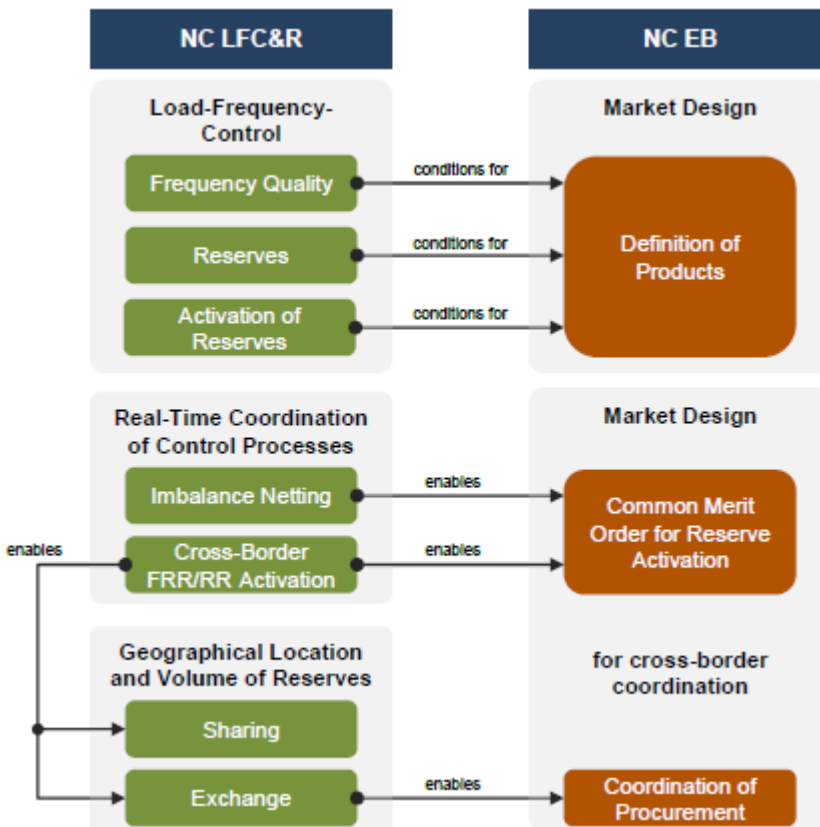 NC LFC&R
NC EB
Load-Frequency-
Control
Market Design
Frequency Quality
conditions for
Reserves
conditions for
Definition of
Products
Activation of
Reserves
conditions for
Real-Time Coordination
of Control Processes
Market Design
Imbalance Netting
enables
Common Merit
Order for Reserve
Activation
enables
Cross-Border
FRR/RR Activation
enables
Geographical Location
and Volume of Reserves
for cross-border
coordination
Sharing
Exchange
enables
Coordination of
Procurement